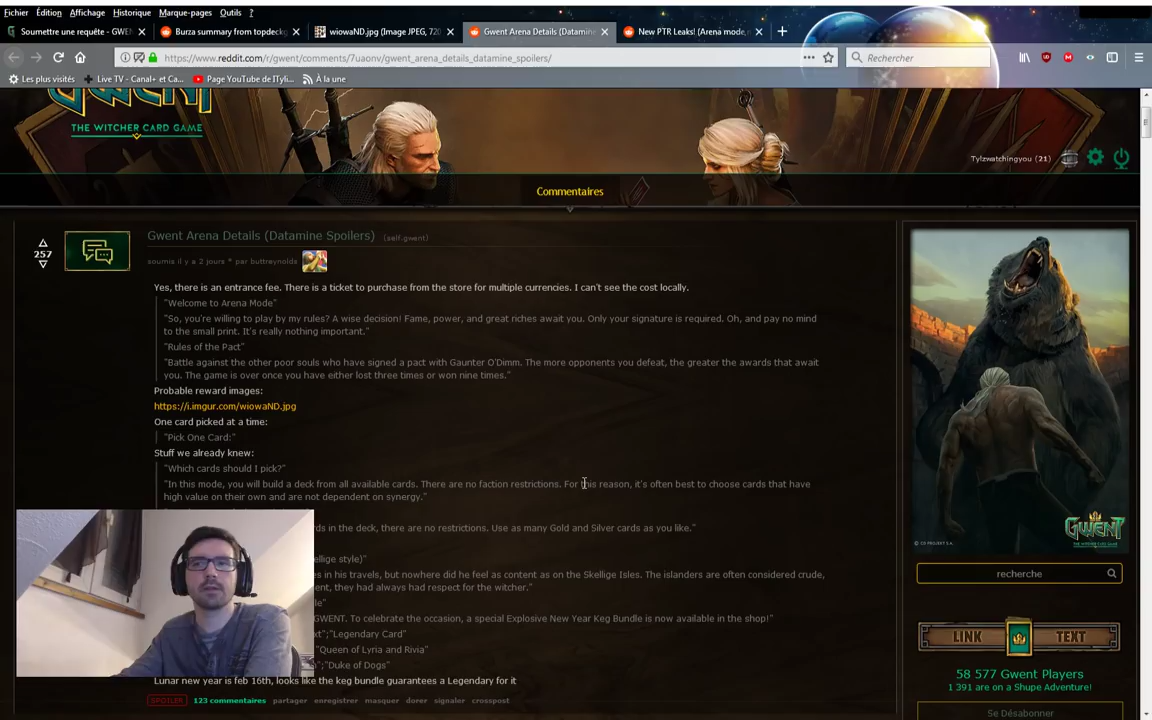 Fichier Édition Affichage Historique Marque-pages Outils ?
Soumettre une requête - GWEN
Burza summary from topdeck
wiowaND.jpg (Image JPEG, 720
Gwent Arena Details (Datamine
New PTR Leaks! (Arena mode,
https://www.reddit.com/r/gwent/comments/7uaonv/gwent_arena_details_datamine_spoilers/
Rechercher
Les plus visités Live TV - Canal+ et Ca... Page YouTube de ITyli... À la une
GWENT
THE WITCHER CARD GAME
Tylzwatchingyou (21)
Commentaires
257
Gwent Arena Details (Datamine Spoilers) (self.gwent)
soumis il y a 2 jours * par buttreynolds
Yes, there is an entrance fee. There is a ticket to purchase from the store for multiple currencies. I can't see the cost locally.
"Welcome to Arena Mode"
"So, you're willing to play by my rules? A wise decision! Fame, power, and great riches await you. Only your signature is required. Oh, and pay no mind
to the small print. It's really nothing important."
"Rules of the Pact"
"Battle against the other poor souls who have signed a pact with Gaunter O'Dimm. The more opponents you defeat, the greater the awards that await
you. The game is over once you have either lost three times or won nine times."
Probable reward images:
https://i.imgur.com/wiowaND.jpg
One card picked at a time:
"Pick One Card:"
Stuff we already knew:
"Which cards should I pick?"
"In this mode, you will build a deck from all available cards. There are no faction restrictions. For this reason, it's often best to choose cards that have
high value on their own and are not dependent on synergy."
ds in the deck, there are no restrictions. Use as many Gold and Silver cards as you like."
ellige style)"
es in his travels, but nowhere did he feel as content as on the Skellige Isles. The islanders are often considered crude,
ent, they had always had respect for the witcher."
le"
GWENT. To celebrate the occasion, a special Explosive New Year Keg Bundle is now available in the shop!"
xt";"Legendary Card"
"Queen of Lyria and Rivia"
";"Duke of Dogs"
Lunar new year is feb 16th, looks like the keg bundle guarantees a Legendary for it
SPOILER 123 commentaires partager enregistrer masquer dorer signaler crosspost
GWENT
© CD PROJEKT S.A.
recherche
LINK TEXT
58 577 Gwent Players
1 391 are on a Shupe Adventure!
Se Désabonner